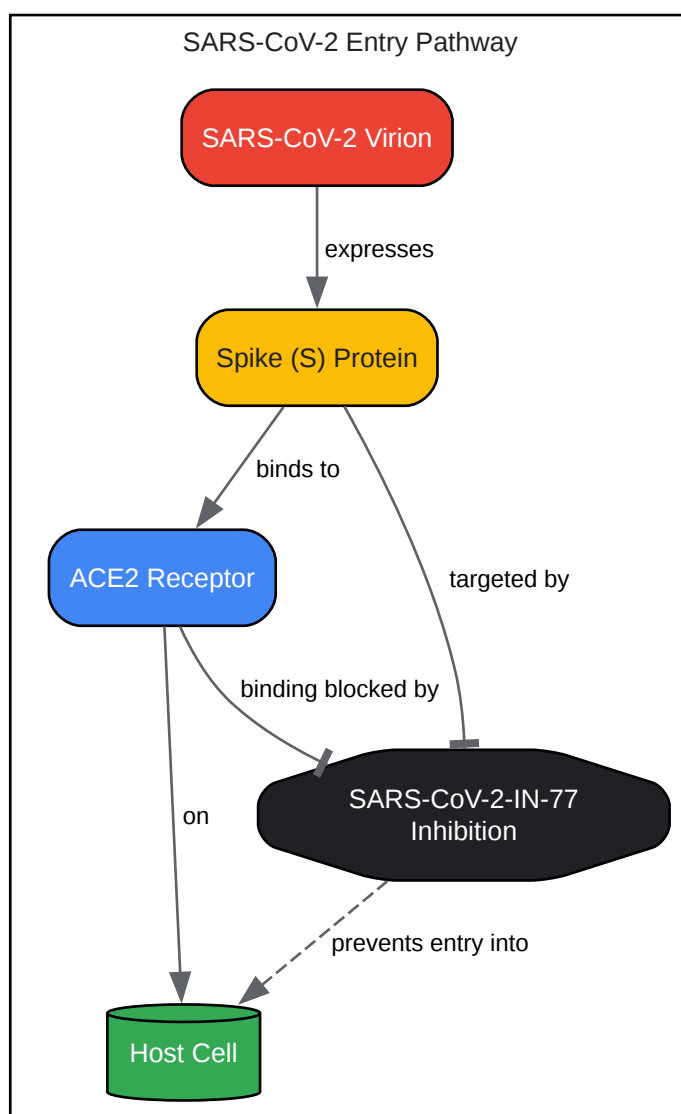 SARS-CoV-2 Entry Pathway
SARS-CoV-2 Virion
expresses
Spike (S) Protein
binds to
targeted by
ACE2 Receptor
binding blocked by
on
SARS-CoV-2-IN-77
Inhibition
prevents entry into
Host Cell